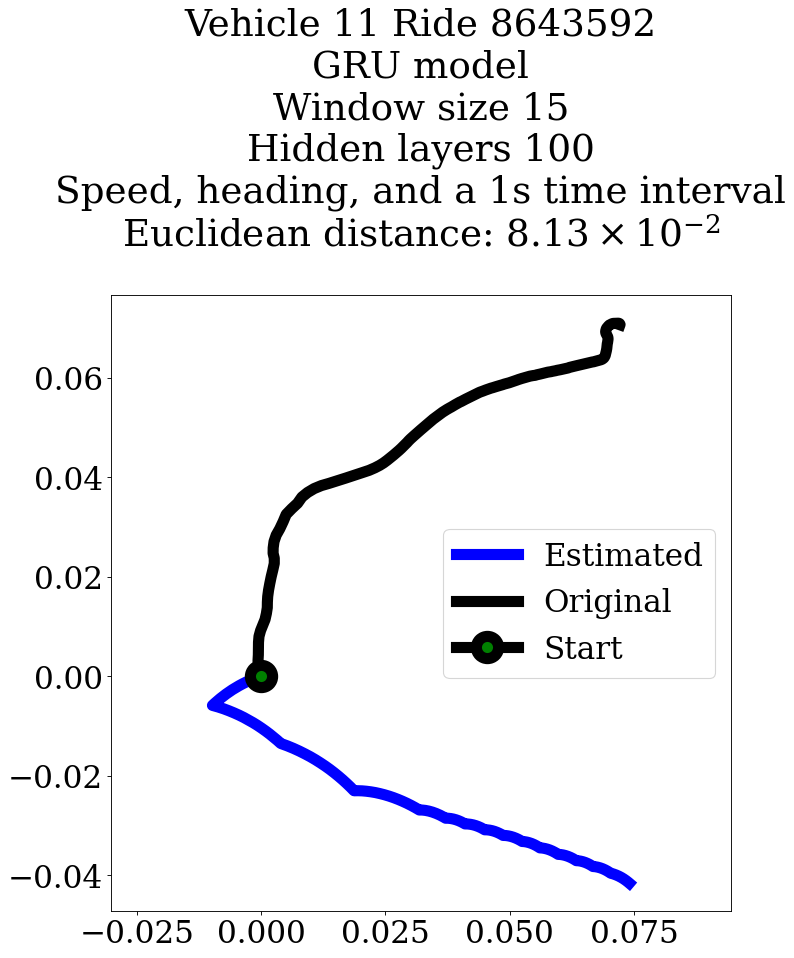 Vehicle 11 Ride 8643592
GRU model
Window size 15
Hidden layers 100
Speed, heading, and a 1s time interval
Euclidean distance: 8.13 × 10⁻²
0.06
0.04
0.02
0.00
−0.02
−0.04
Estimated
Original
Start
−0.025 0.000 0.025 0.050 0.075